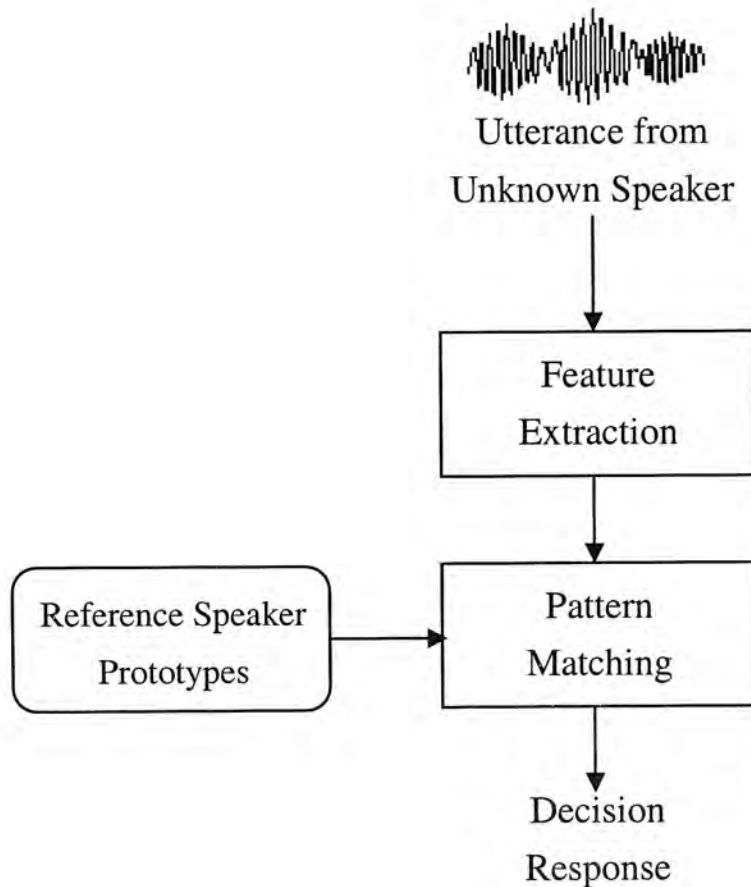 Utterance from
Unknown Speaker
Feature
Extraction
Reference Speaker
Prototypes
Pattern
Matching
Decision
Response